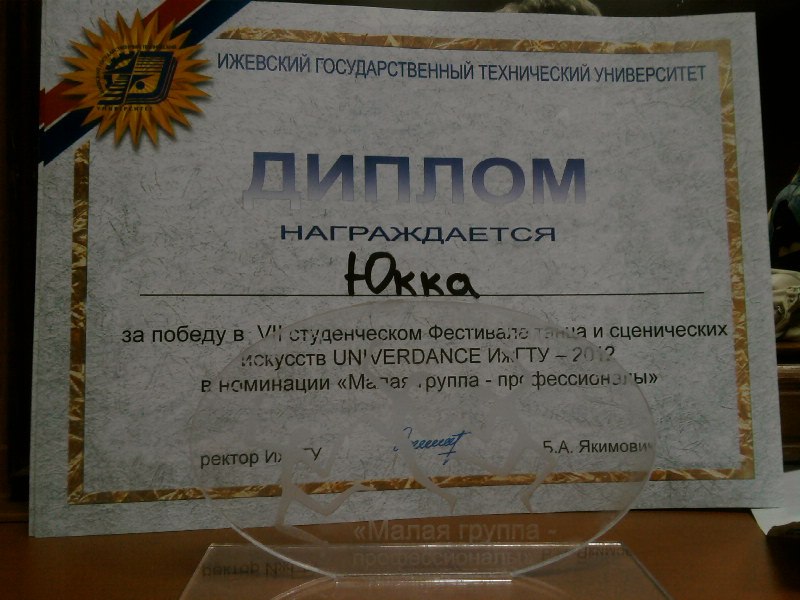 ИЖЕВСКИЙ ГОСУДАРСТВЕННЫЙ ТЕХНИЧЕСКИЙ УНИВЕРСИТЕТ
ДИПЛОМ
НАГРАЖДАЕТСЯ
Юкка
за победу в VII студенческом Фестивале танца и сценических
искусств UNIVERDANCE ИжГТУ – 2012
в номинации «Малая группа - профессионалы»
ректор ИжГТУ Б.А. Якимович
«Малая группа -
профессионалы»